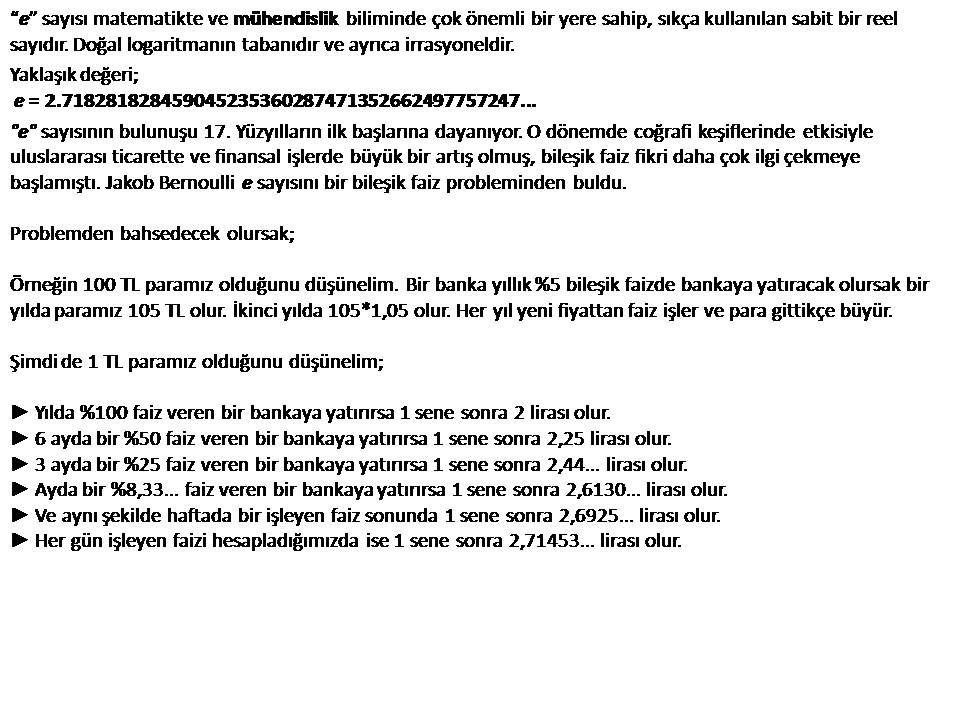 “e” sayısı matematikte ve mühendislik biliminde çok önemli bir yere sahip, sıkça kullanılan sabit bir reel
sayıdır. Doğal logaritmanın tabanıdır ve ayrıca irrasyoneldir.
Yaklaşık değeri;
e = 2.7182818284590452353602874713526624977572​47...
"e" sayısının bulunuşu 17. Yüzyılların ilk başlarına dayanıyor. O dönemde coğrafi keşiflerinde etkisiyle
uluslararası ticarette ve finansal işlerde büyük bir artış olmuş, bileşik faiz fikri daha çok ilgi çekmeye
başlamıştı. Jakob Bernoulli e sayısını bir bileşik faiz probleminden buldu.
Problemden bahsedecek olursak;
Örneğin 100 TL paramız olduğunu düşünelim. Bir banka yıllık %5 bileşik faizde bankaya yatıracak olursak bir
yılda paramız 105 TL olur. İkinci yılda 105*1,05 olur. Her yıl yeni fiyattan faiz işler ve para gittikçe büyür.
Şimdi de 1 TL paramız olduğunu düşünelim;
► Yılda %100 faiz veren bir bankaya yatırırsa 1 sene sonra 2 lirası olur.
► 6 ayda bir %50 faiz veren bir bankaya yatırırsa 1 sene sonra 2,25 lirası olur.
► 3 ayda bir %25 faiz veren bir bankaya yatırırsa 1 sene sonra 2,44... lirası olur.
► Ayda bir %8,33... faiz veren bir bankaya yatırırsa 1 sene sonra 2,6130... lirası olur.
► Ve aynı şekilde haftada bir işleyen faiz sonunda 1 sene sonra 2,6925... lirası olur.
► Her gün işleyen faizi hesapladığımızda ise 1 sene sonra 2,71453... lirası olur.